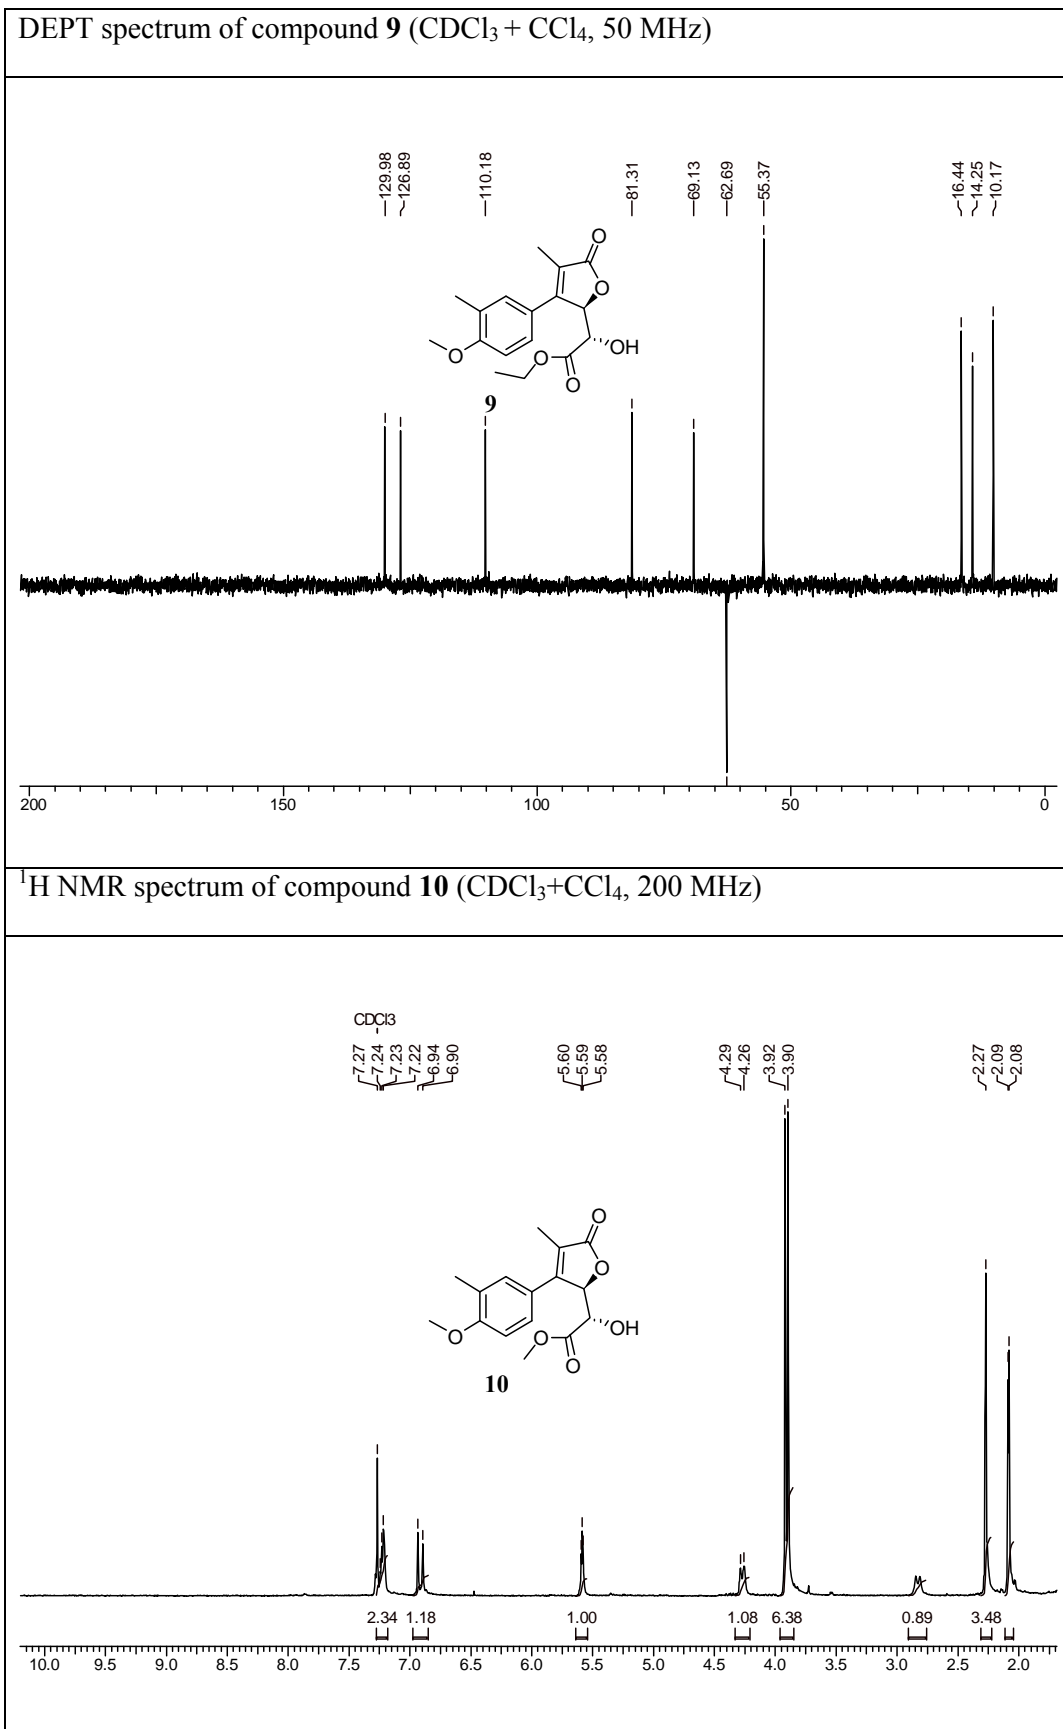 DEPT spectrum of compound 9 (CDCl₃ + CCl₄, 50 MHz)
129.98
126.89
110.18
81.31
69.13
62.69
55.37
16.44
14.25
10.17
O
O
O
OH
O
O
9
200 150 100 50 0
¹H NMR spectrum of compound 10 (CDCl₃+CCl₄, 200 MHz)
CDCl3
7.27
7.24
7.23
7.22
6.94
6.90
5.60
5.59
5.58
4.29
4.26
3.92
3.90
2.27
2.09
2.08
O
O
O
OH
O
O
10
2.34 1.18 1.00 1.08 6.38 0.89 3.48
10.0 9.5 9.0 8.5 8.0 7.5 7.0 6.5 6.0 5.5 5.0 4.5 4.0 3.5 3.0 2.5 2.0